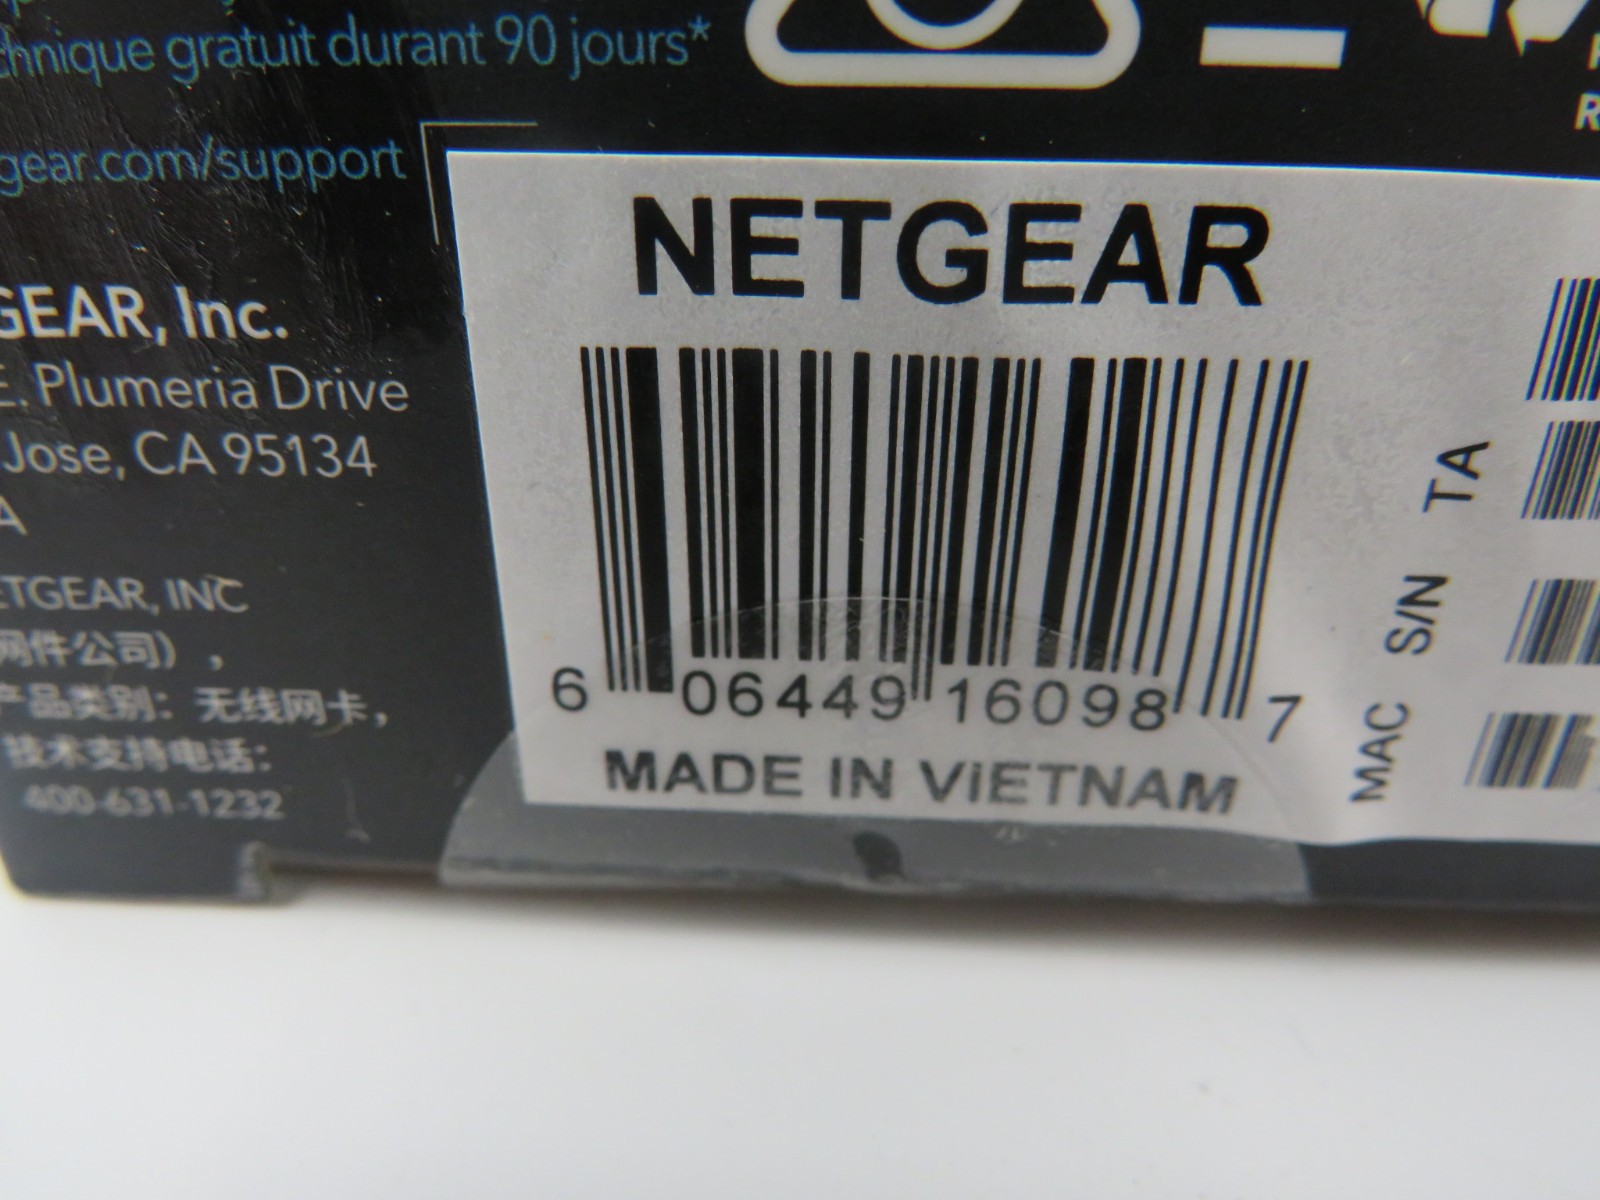 chnique gratuit durant 90 jours*
gear.com/support
GEAR, Inc.
E. Plumeria Drive
Jose, CA 95134
A
ETGEAR, INC
网件公司），
产品类别：无线网卡，
技术支持电话：
400-631-1232
R
NETGEAR
6 06449 16098 7
MADE IN VIETNAM
TA
S/N
MAC